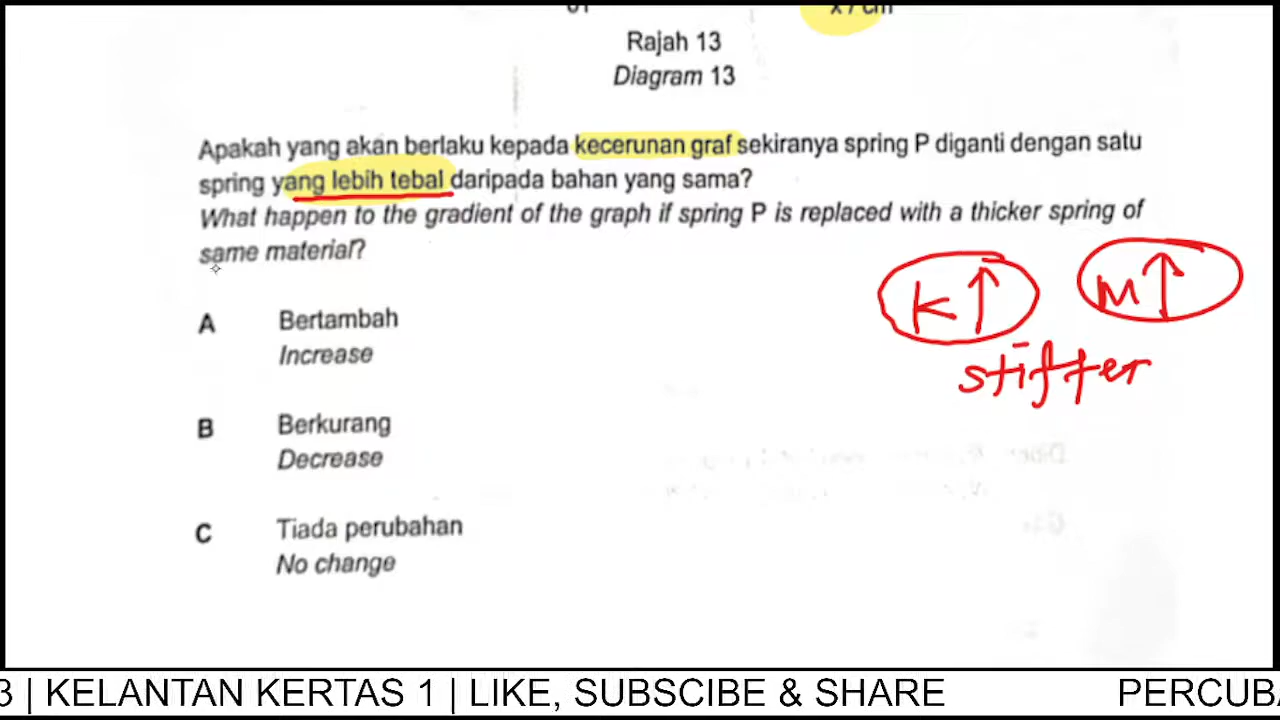 x / cm
Rajah 13
Diagram 13
Apakah yang akan berlaku kepada kecerunan graf sekiranya spring P diganti dengan satu
spring yang lebih tebal daripada bahan yang sama?
What happen to the gradient of the graph if spring P is replaced with a thicker spring of
same material?
K↑ M↑
stiffer
A Bertambah
Increase
B Berkurang
Decrease
C Tiada perubahan
No change
3 | KELANTAN KERTAS 1 | LIKE, SUBSCIBE & SHARE PERCUBA